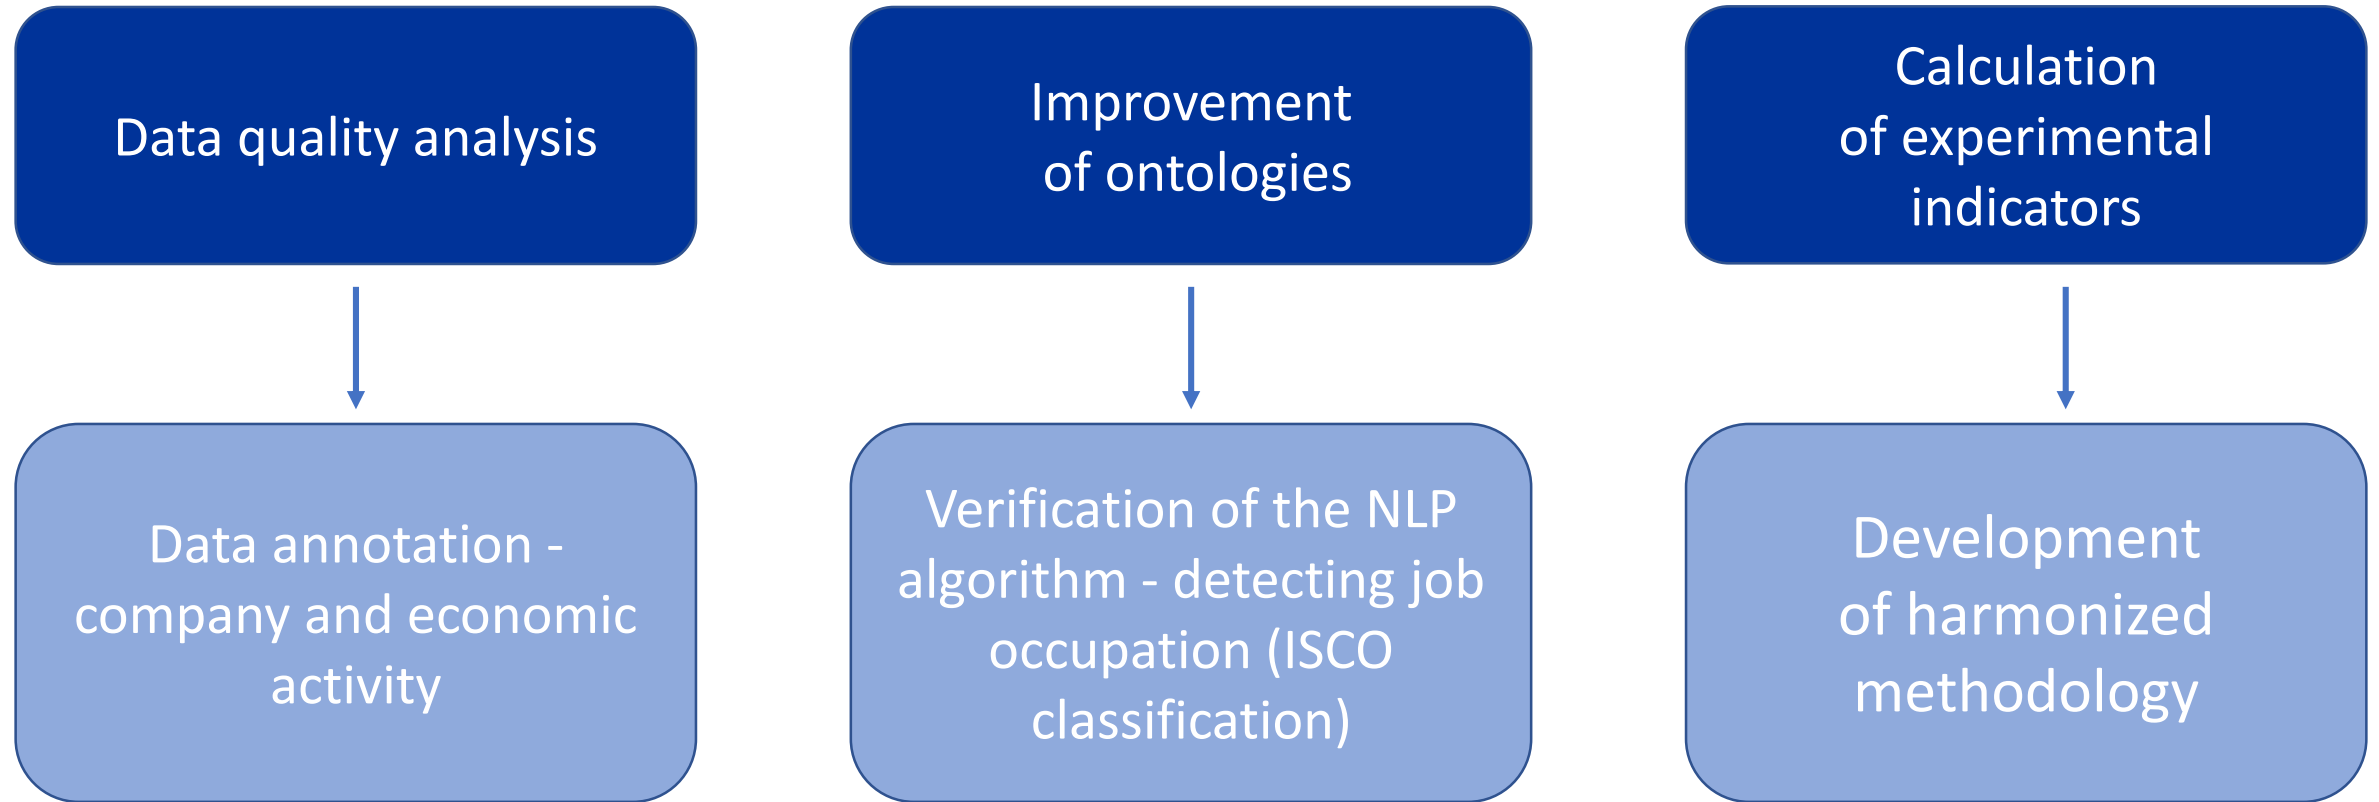 Data quality analysis
Improvement
of ontologies
Calculation
of experimental
indicators
Data annotation -
company and economic
activity
Verification of the NLP
algorithm - detecting job
occupation (ISCO
classification)
Development
of harmonized
methodology